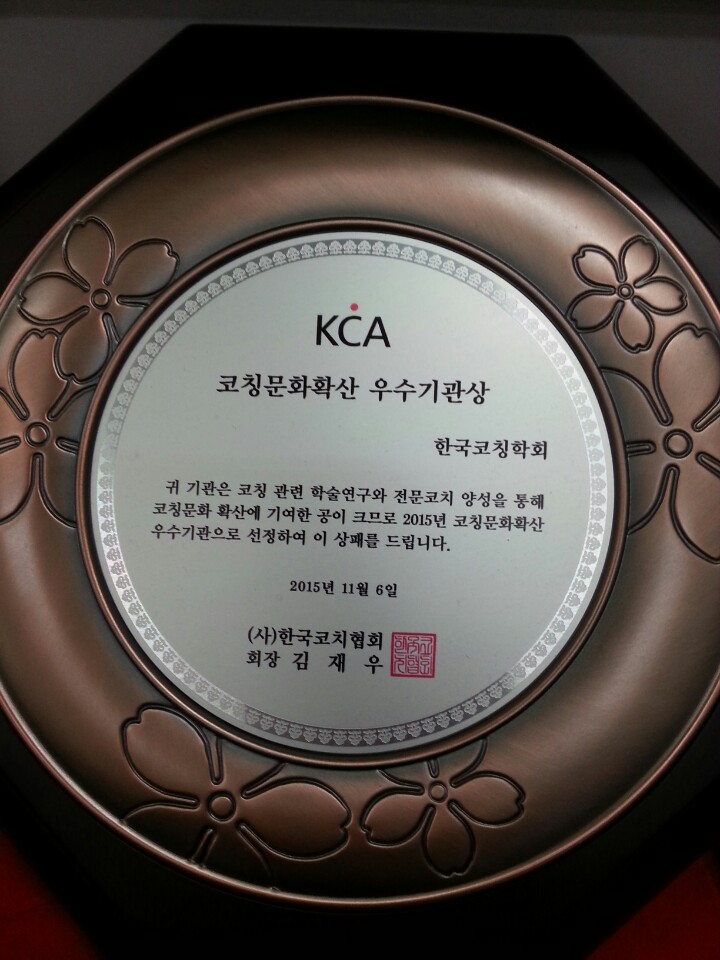 KCA
코칭문화확산 우수기관상
한국코칭학회
귀 기관은 코칭 관련 학술연구와 전문코치 양성을 통해
코칭문화 확산에 기여한 공이 크므로 2015년 코칭문화확산
우수기관으로 선정하여 이 상패를 드립니다.
2015년 11월 6일
(사)한국코치협회
회장 김 재 우